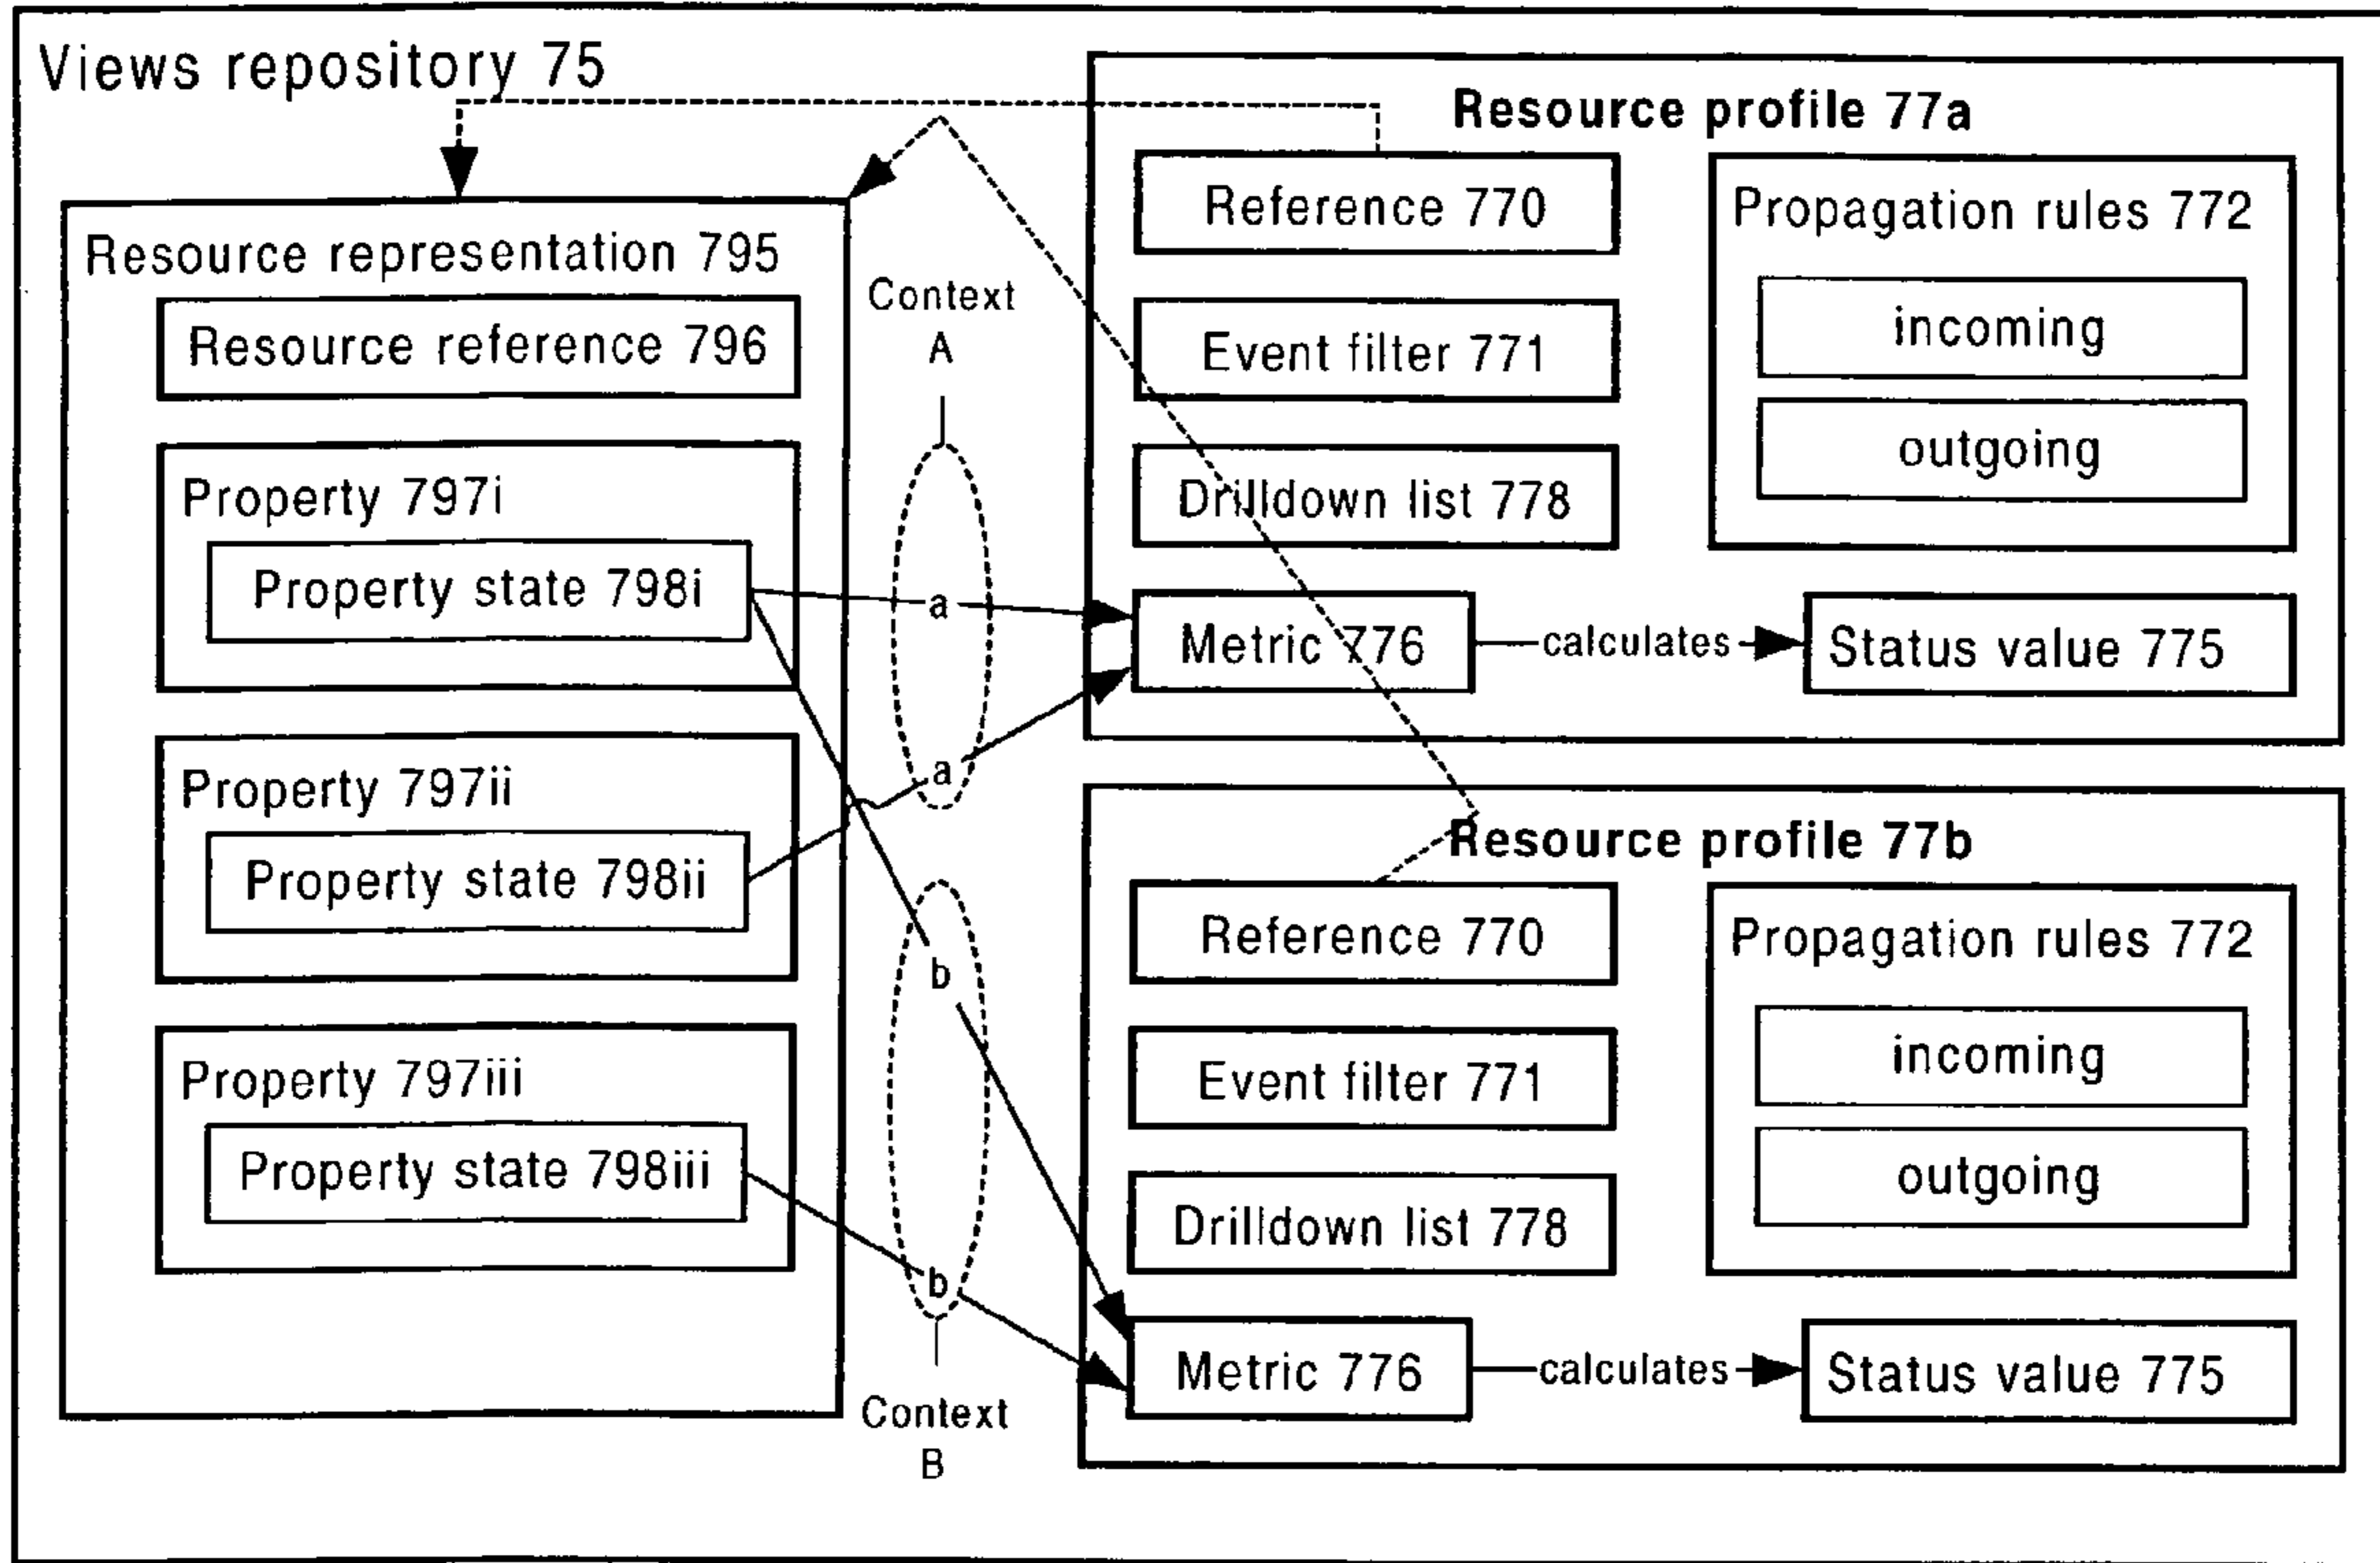 Views repository 75
Resource representation 795
Resource reference 796
Property 797i
Property state 798i
Property 797ii
Property state 798ii
Property 797iii
Property state 798iii
Context
A
a
a
b
b
Context
B
Resource profile 77a
Reference 770
Event filter 771
Drilldown list 778
Propagation rules 772
incoming
outgoing
Metric 776
calculates
Status value 775
Resource profile 77b
Reference 770
Event filter 771
Drilldown list 778
Propagation rules 772
incoming
outgoing
Metric 776
calculates
Status value 775